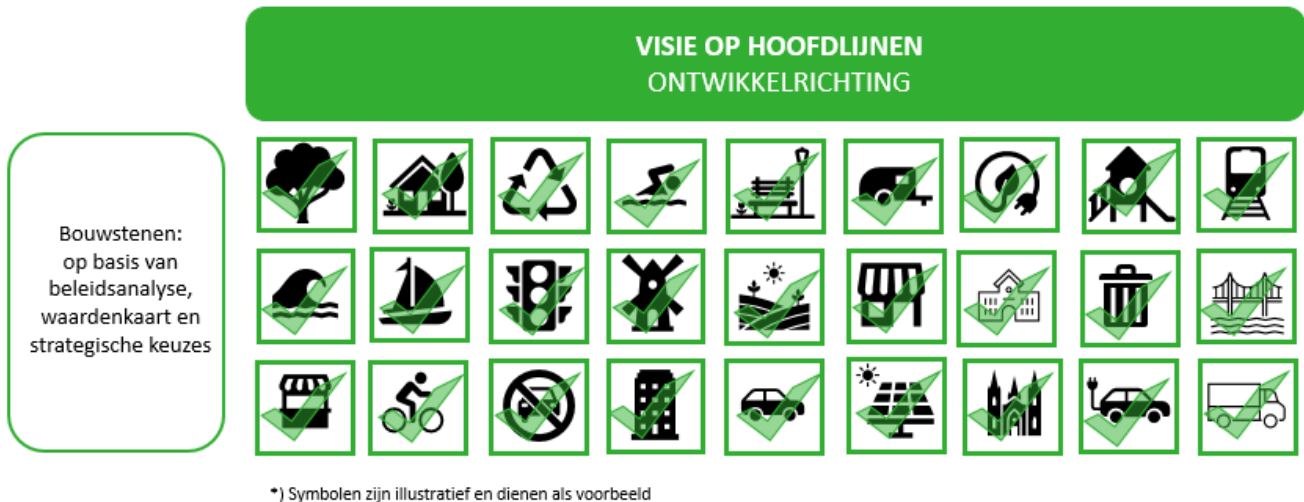 VISIE OP HOOFDLIJNEN
ONTWIKKELRICHTING
Bouwstenen:
op basis van
beleidsanalyse,
waardenkaart en
strategische keuzes
*) Symbolen zijn illustratief en dienen als voorbeeld